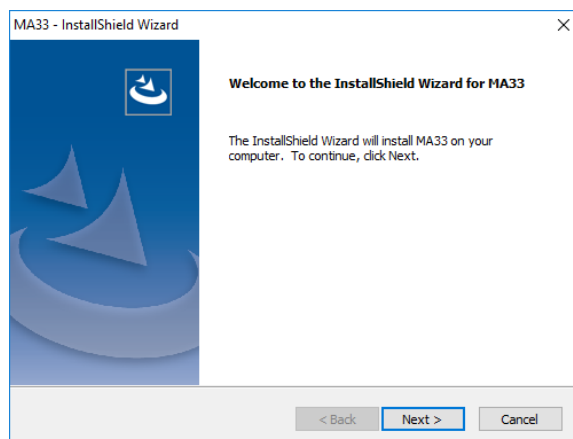 MA33 - InstallShield Wizard
Welcome to the InstallShield Wizard for MA33
The InstallShield Wizard will install MA33 on your
computer. To continue, click Next.
< Back
Next >
Cancel